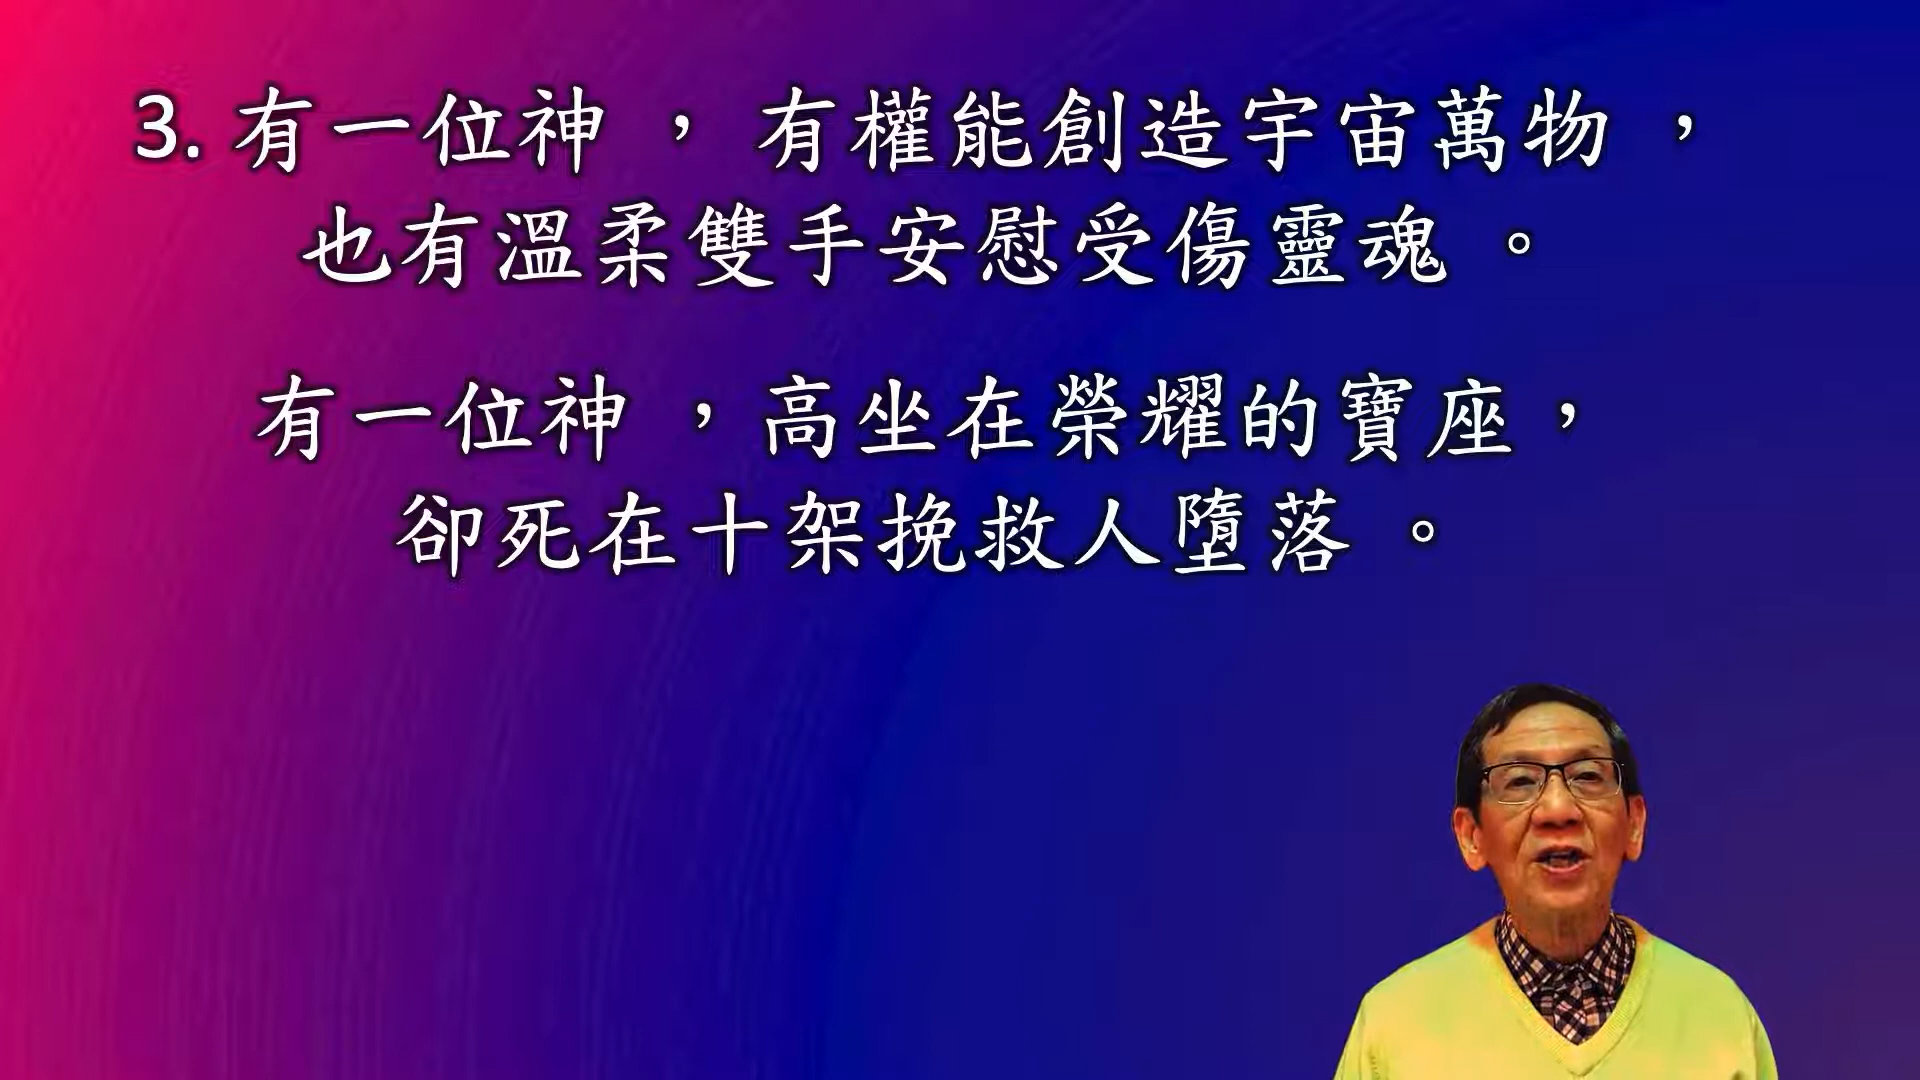 3. 有一位神 ， 有權能創造宇宙萬物 ，
也有溫柔雙手安慰受傷靈魂 。
有一位神 ，高坐在榮耀的寶座，
卻死在十架挽救人墮落 。